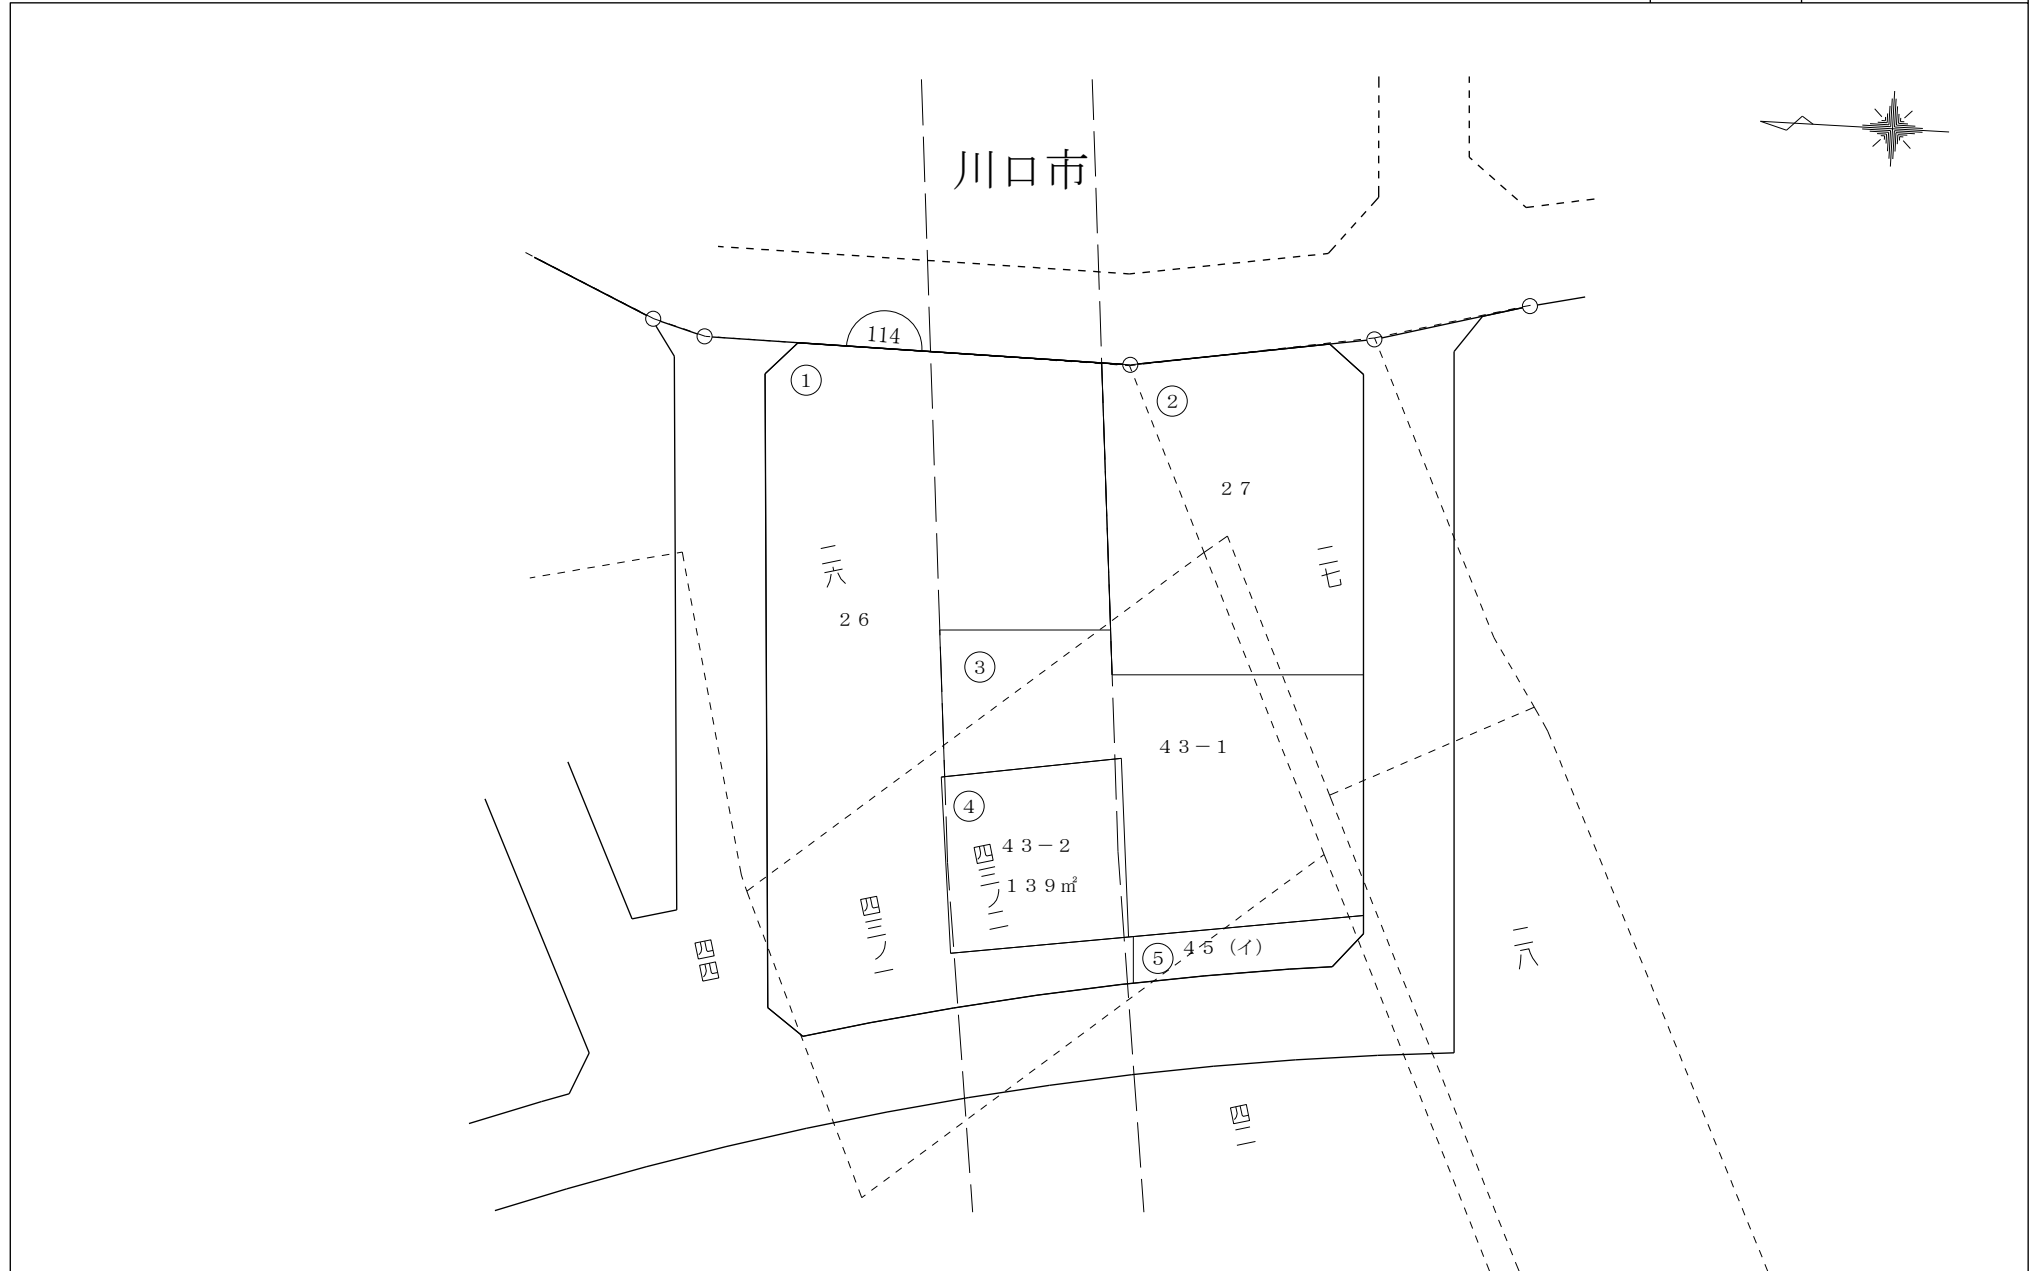 川口市
114
①
②
２７
二六
二七
２６
③
４３－１
④
４３－２
四三ノ二
１３９㎡
四三ノ一
四四
⑤
４５（イ）
二八
四二